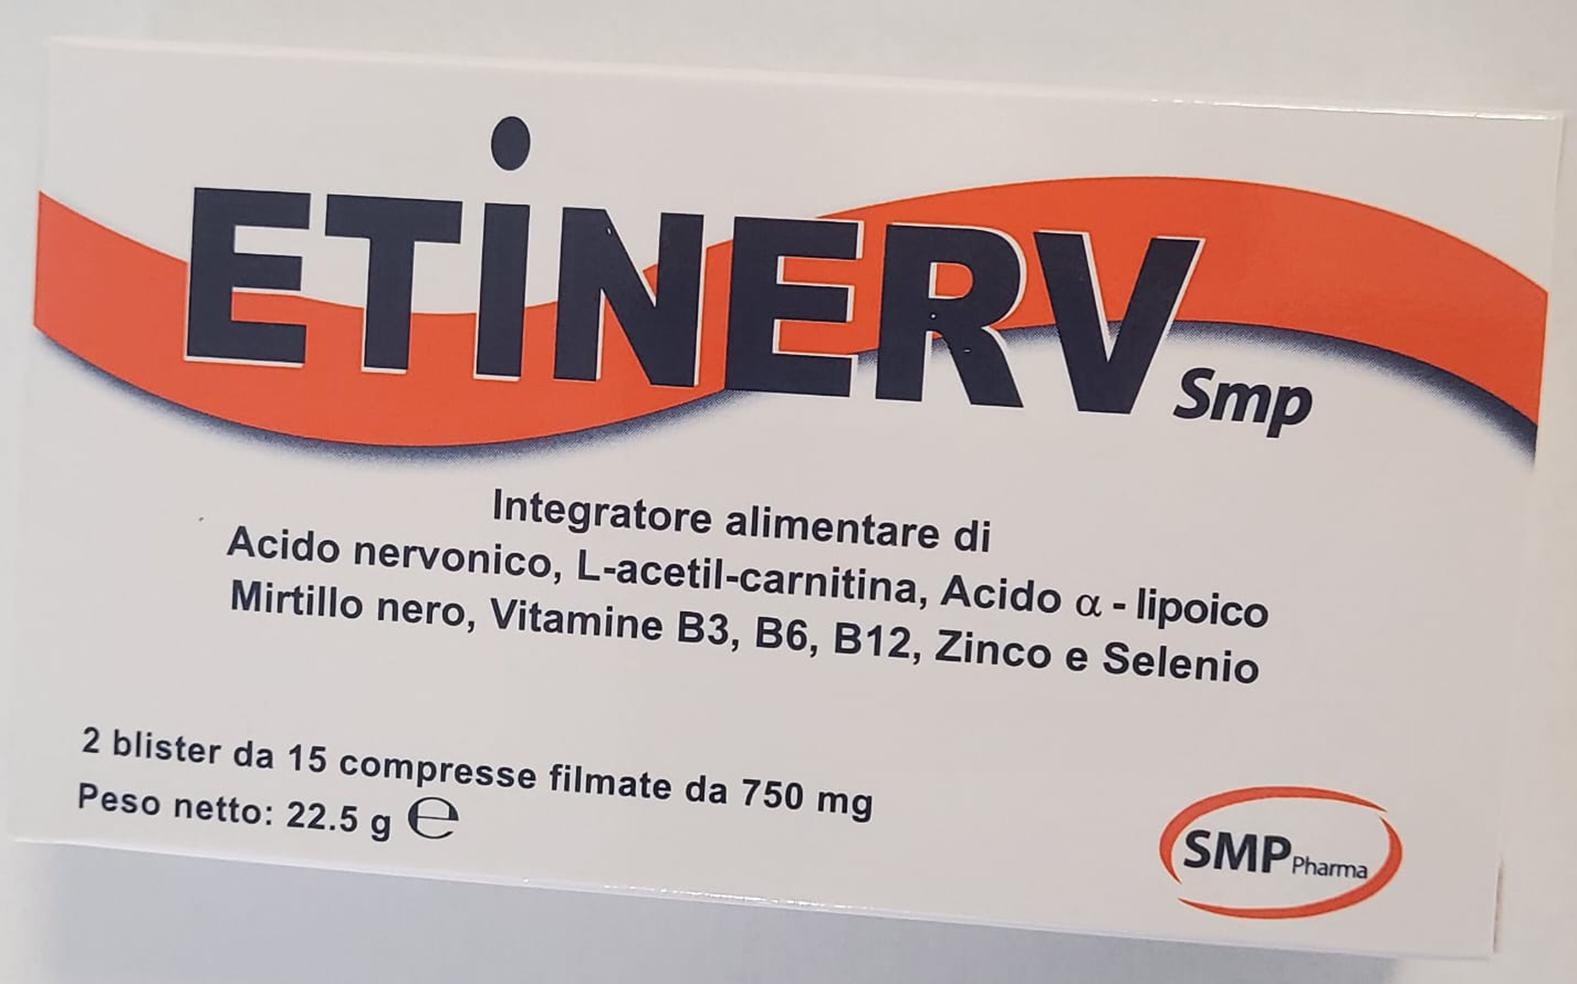 ETiNERV Smp
Integratore alimentare di
Acido nervonico, L-acetil-carnitina, Acido α - lipoico
Mirtillo nero, Vitamine B3, B6, B12, Zinco e Selenio
2 blister da 15 compresse filmate da 750 mg
Peso netto: 22.5 g ℮
SMP Pharma